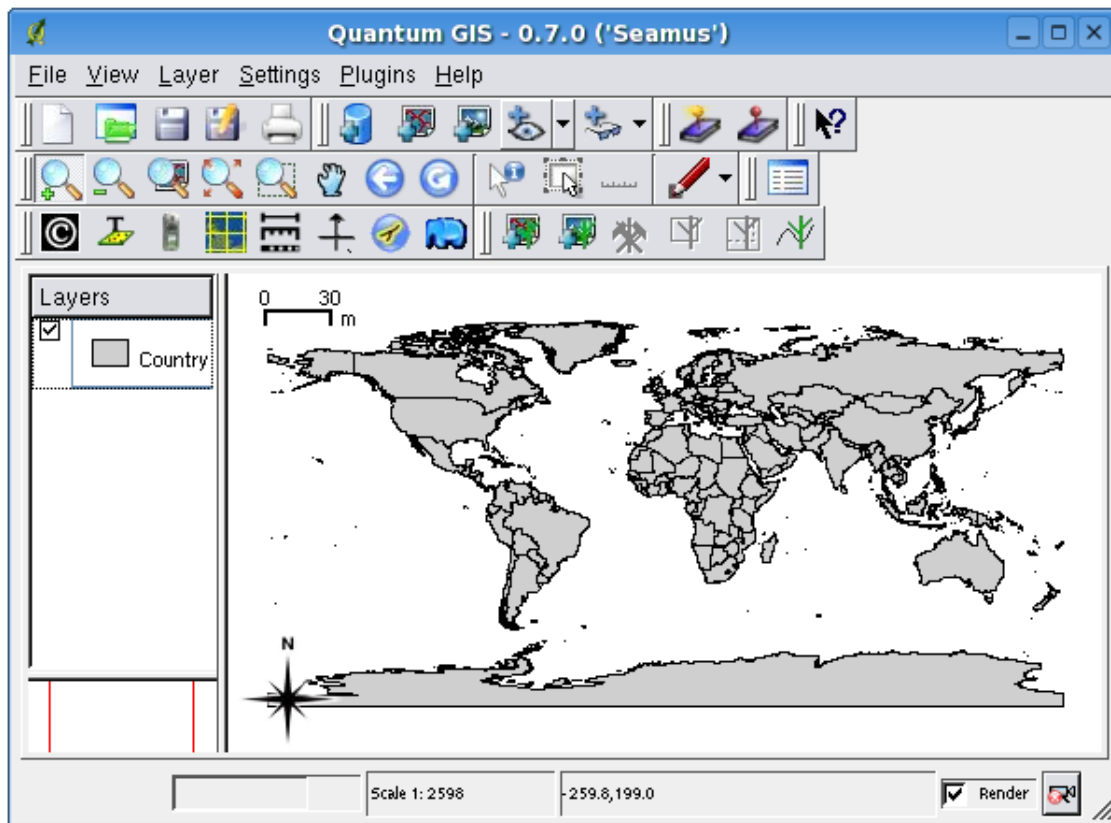 Quantum GIS - 0.7.0 ('Seamus')
File View Layer Settings Plugins Help
Layers
Country
0 30
m
N
Scale 1: 2598
-259.8,199.0
Render